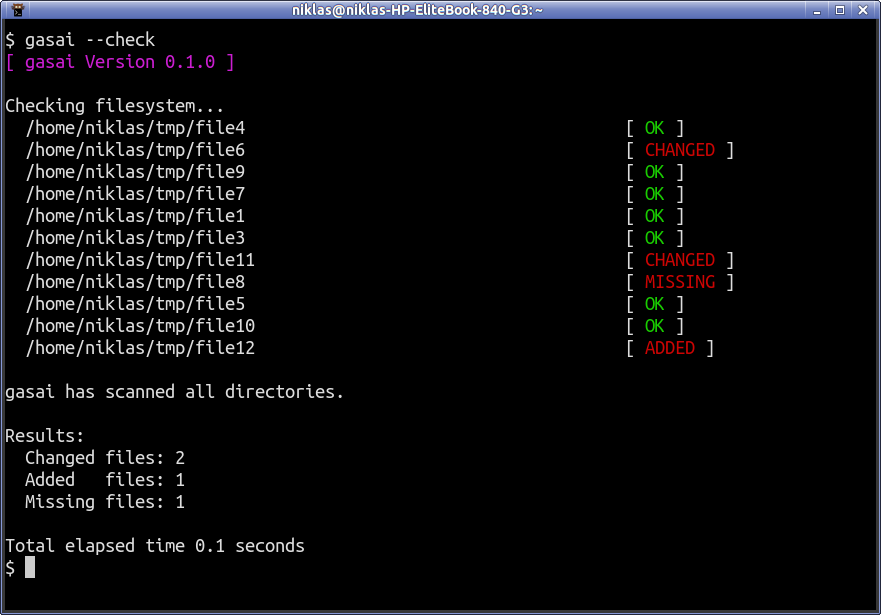 niklas@niklas-HP-EliteBook-840-G3: ~
$ gasai --check
[ gasai Version 0.1.0 ]
Checking filesystem...
/home/niklas/tmp/file4 [ OK ]
/home/niklas/tmp/file6 [ CHANGED ]
/home/niklas/tmp/file9 [ OK ]
/home/niklas/tmp/file7 [ OK ]
/home/niklas/tmp/file1 [ OK ]
/home/niklas/tmp/file3 [ OK ]
/home/niklas/tmp/file11 [ CHANGED ]
/home/niklas/tmp/file8 [ MISSING ]
/home/niklas/tmp/file5 [ OK ]
/home/niklas/tmp/file10 [ OK ]
/home/niklas/tmp/file12 [ ADDED ]
gasai has scanned all directories.
Results:
Changed files: 2
Added   files: 1
Missing files: 1
Total elapsed time 0.1 seconds
$